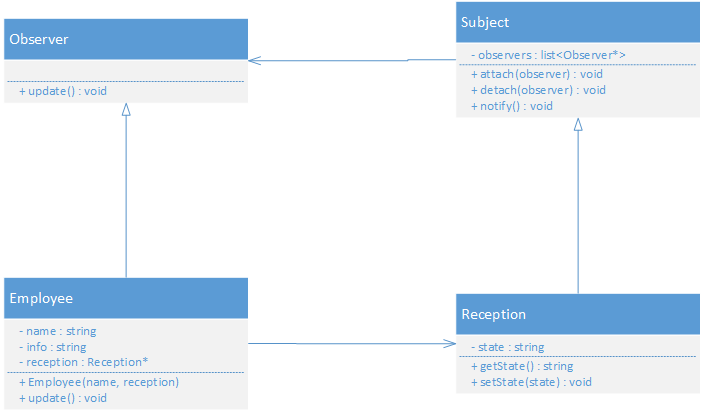 Observer
+ update() : void
Subject
- observers : list<Observer*>
+ attach(observer) : void
+ detach(observer) : void
+ notify() : void
Employee
- name : string
- info : string
- reception : Reception*
+ Employee(name, reception)
+ update() : void
Reception
- state : string
+ getState() : string
+ setState(state) : void